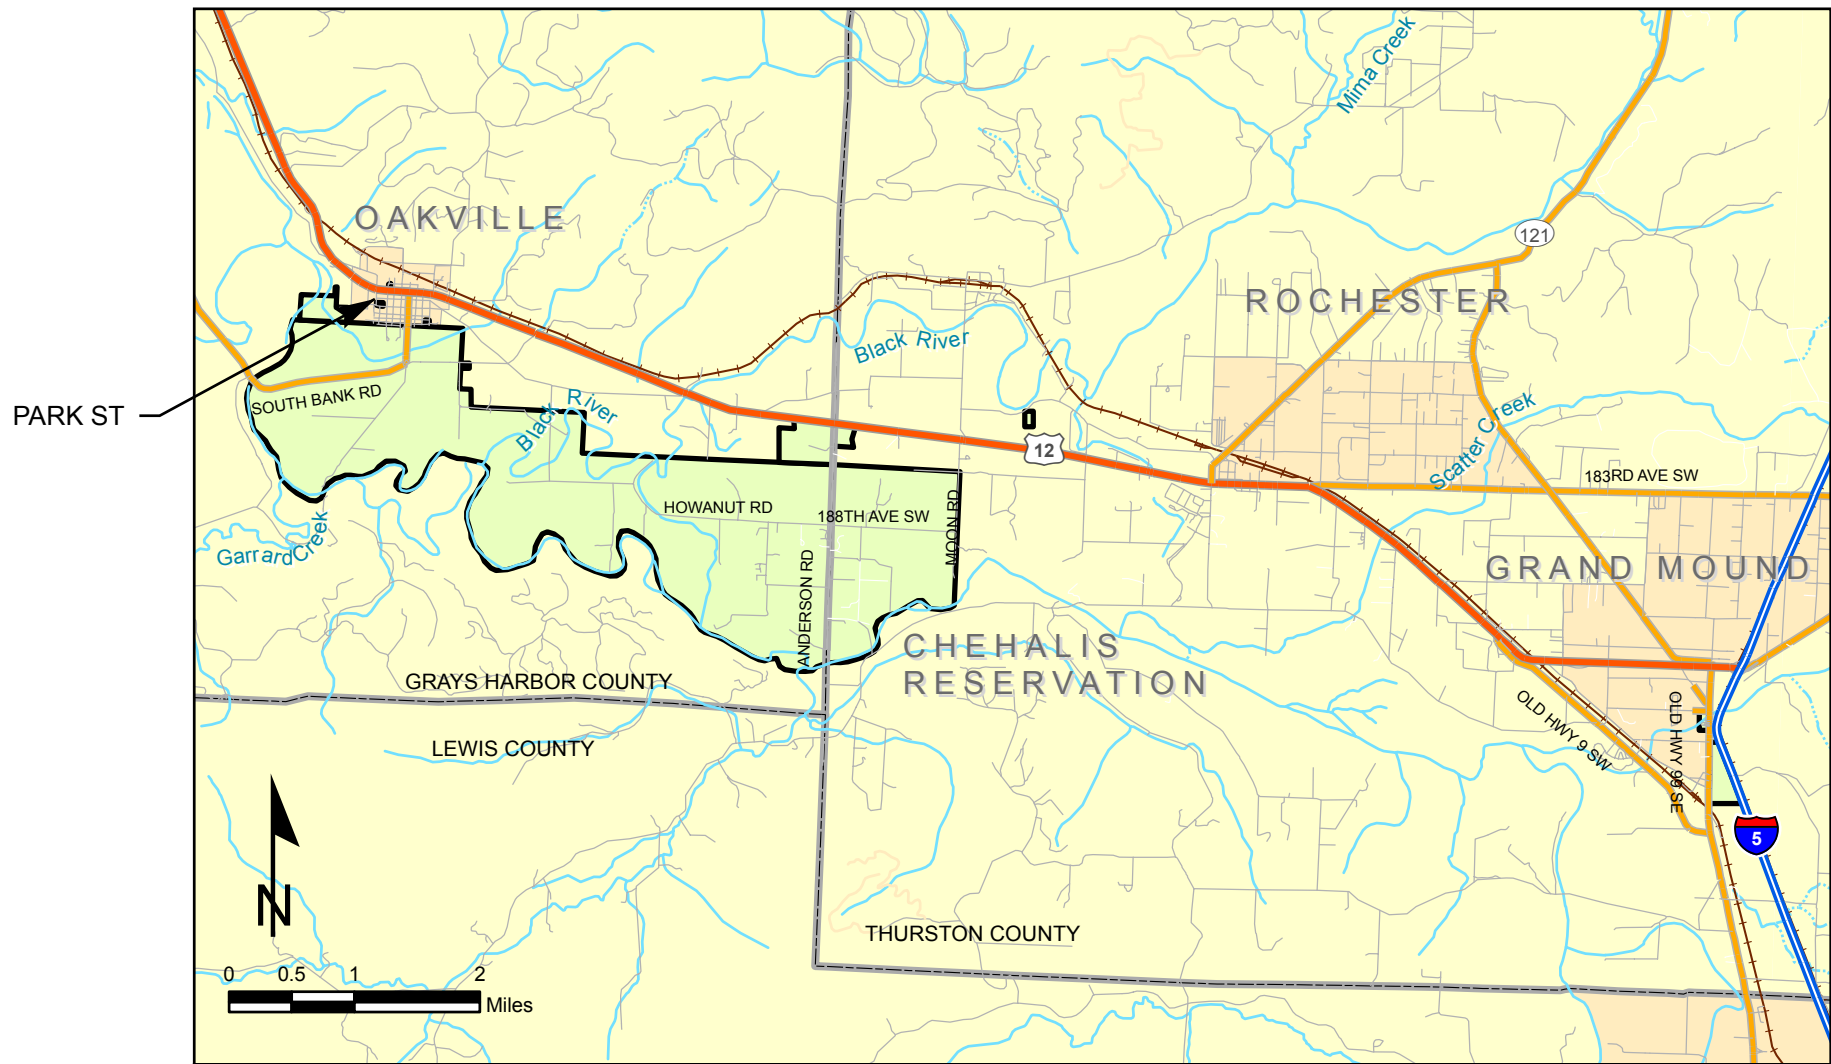 Mima Creek
OAKVILLE
121
ROCHESTER
Black River
PARK ST
SOUTH BANK RD
Black River
12
Scatter Creek
183RD AVE SW
HOWANUT RD
188TH AVE SW
MOON RD
Garrard Creek
GRAND MOUND
ANDERSON RD
CHEHALIS
RESERVATION
GRAYS HARBOR COUNTY
LEWIS COUNTY
OLD HWY 9 SW
OLD HWY 99 SE
5
N
THURSTON COUNTY
0 0.5 1 2
Miles